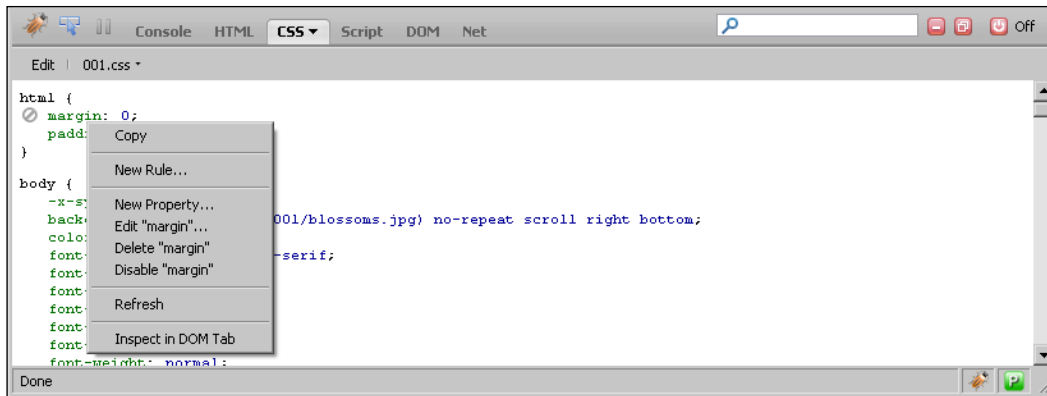 Console HTML CSS Script DOM Net Off
Edit 001.css
html {
margin: 0;
padd
}
body {
-x-sy
back 001/blossoms.jpg) no-repeat scroll right bottom;
colo
font- -serif;
font-
font-
font-
font-
font-
font-weight: normal;
Copy
New Rule...
New Property...
Edit "margin"...
Delete "margin"
Disable "margin"
Refresh
Inspect in DOM Tab
Done